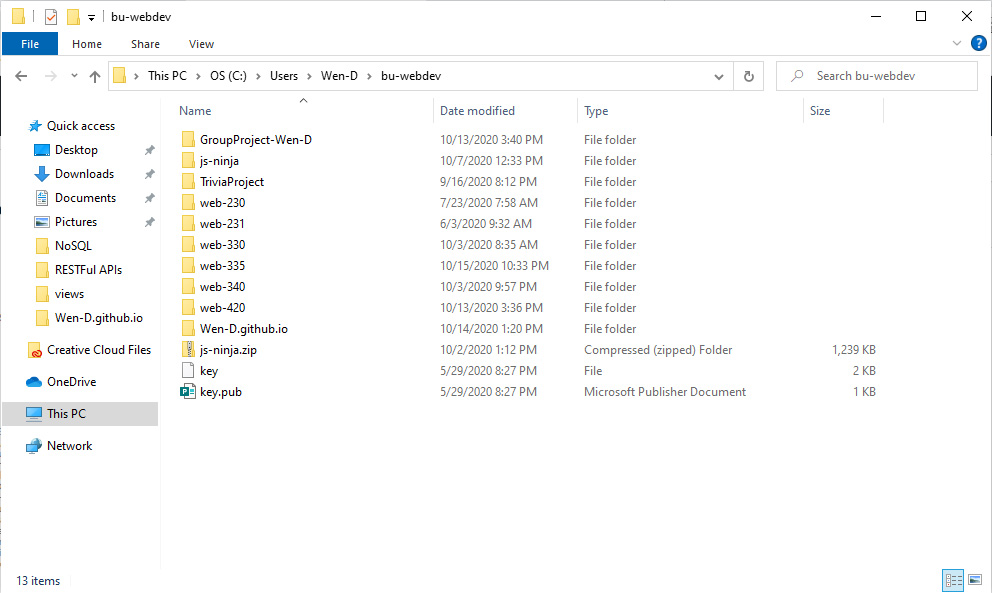 bu-webdev
File Home Share View
This PC OS (C:) Users Wen-D bu-webdev Search bu-webdev
Quick access
Desktop
Downloads
Documents
Pictures
NoSQL
RESTFul APIs
views
Wen-D.github.io
Creative Cloud Files
OneDrive
This PC
Network
Name Date modified Type Size
GroupProject-Wen-D 10/13/2020 3:40 PM File folder
js-ninja 10/7/2020 12:33 PM File folder
TriviaProject 9/16/2020 8:12 PM File folder
web-230 7/23/2020 7:58 AM File folder
web-231 6/3/2020 9:32 AM File folder
web-330 10/3/2020 8:35 AM File folder
web-335 10/15/2020 10:33 PM File folder
web-340 10/3/2020 9:57 PM File folder
web-420 10/13/2020 3:36 PM File folder
Wen-D.github.io 10/14/2020 1:20 PM File folder
js-ninja.zip 10/2/2020 1:12 PM Compressed (zipped) Folder 1,239 KB
key 5/29/2020 8:27 PM File 2 KB
key.pub 5/29/2020 8:27 PM Microsoft Publisher Document 1 KB
13 items